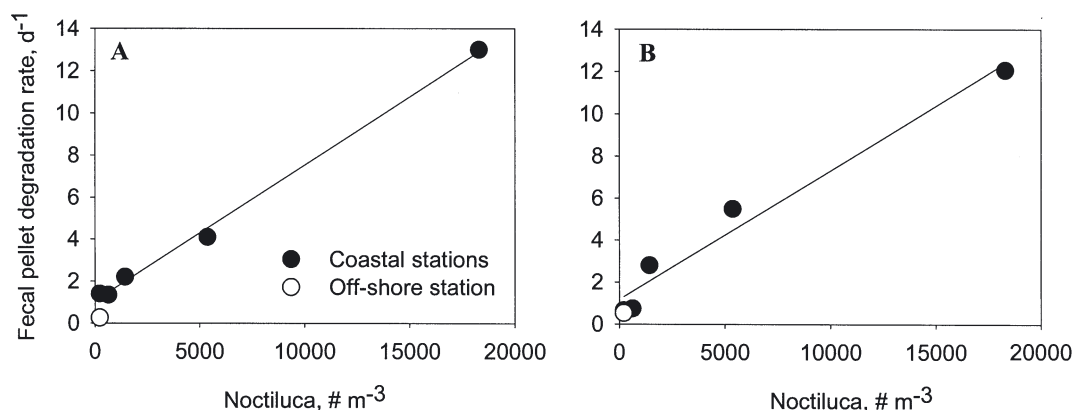 Fecal pellet degradation rate, d-1
14
12
10
8
6
4
2
0
A
Coastal stations
Off-shore station
0 5000 10000 15000 20000
Noctiluca, # m-3
14
12
10
8
6
4
2
0
B
0 5000 10000 15000 20000
Noctiluca, # m-3